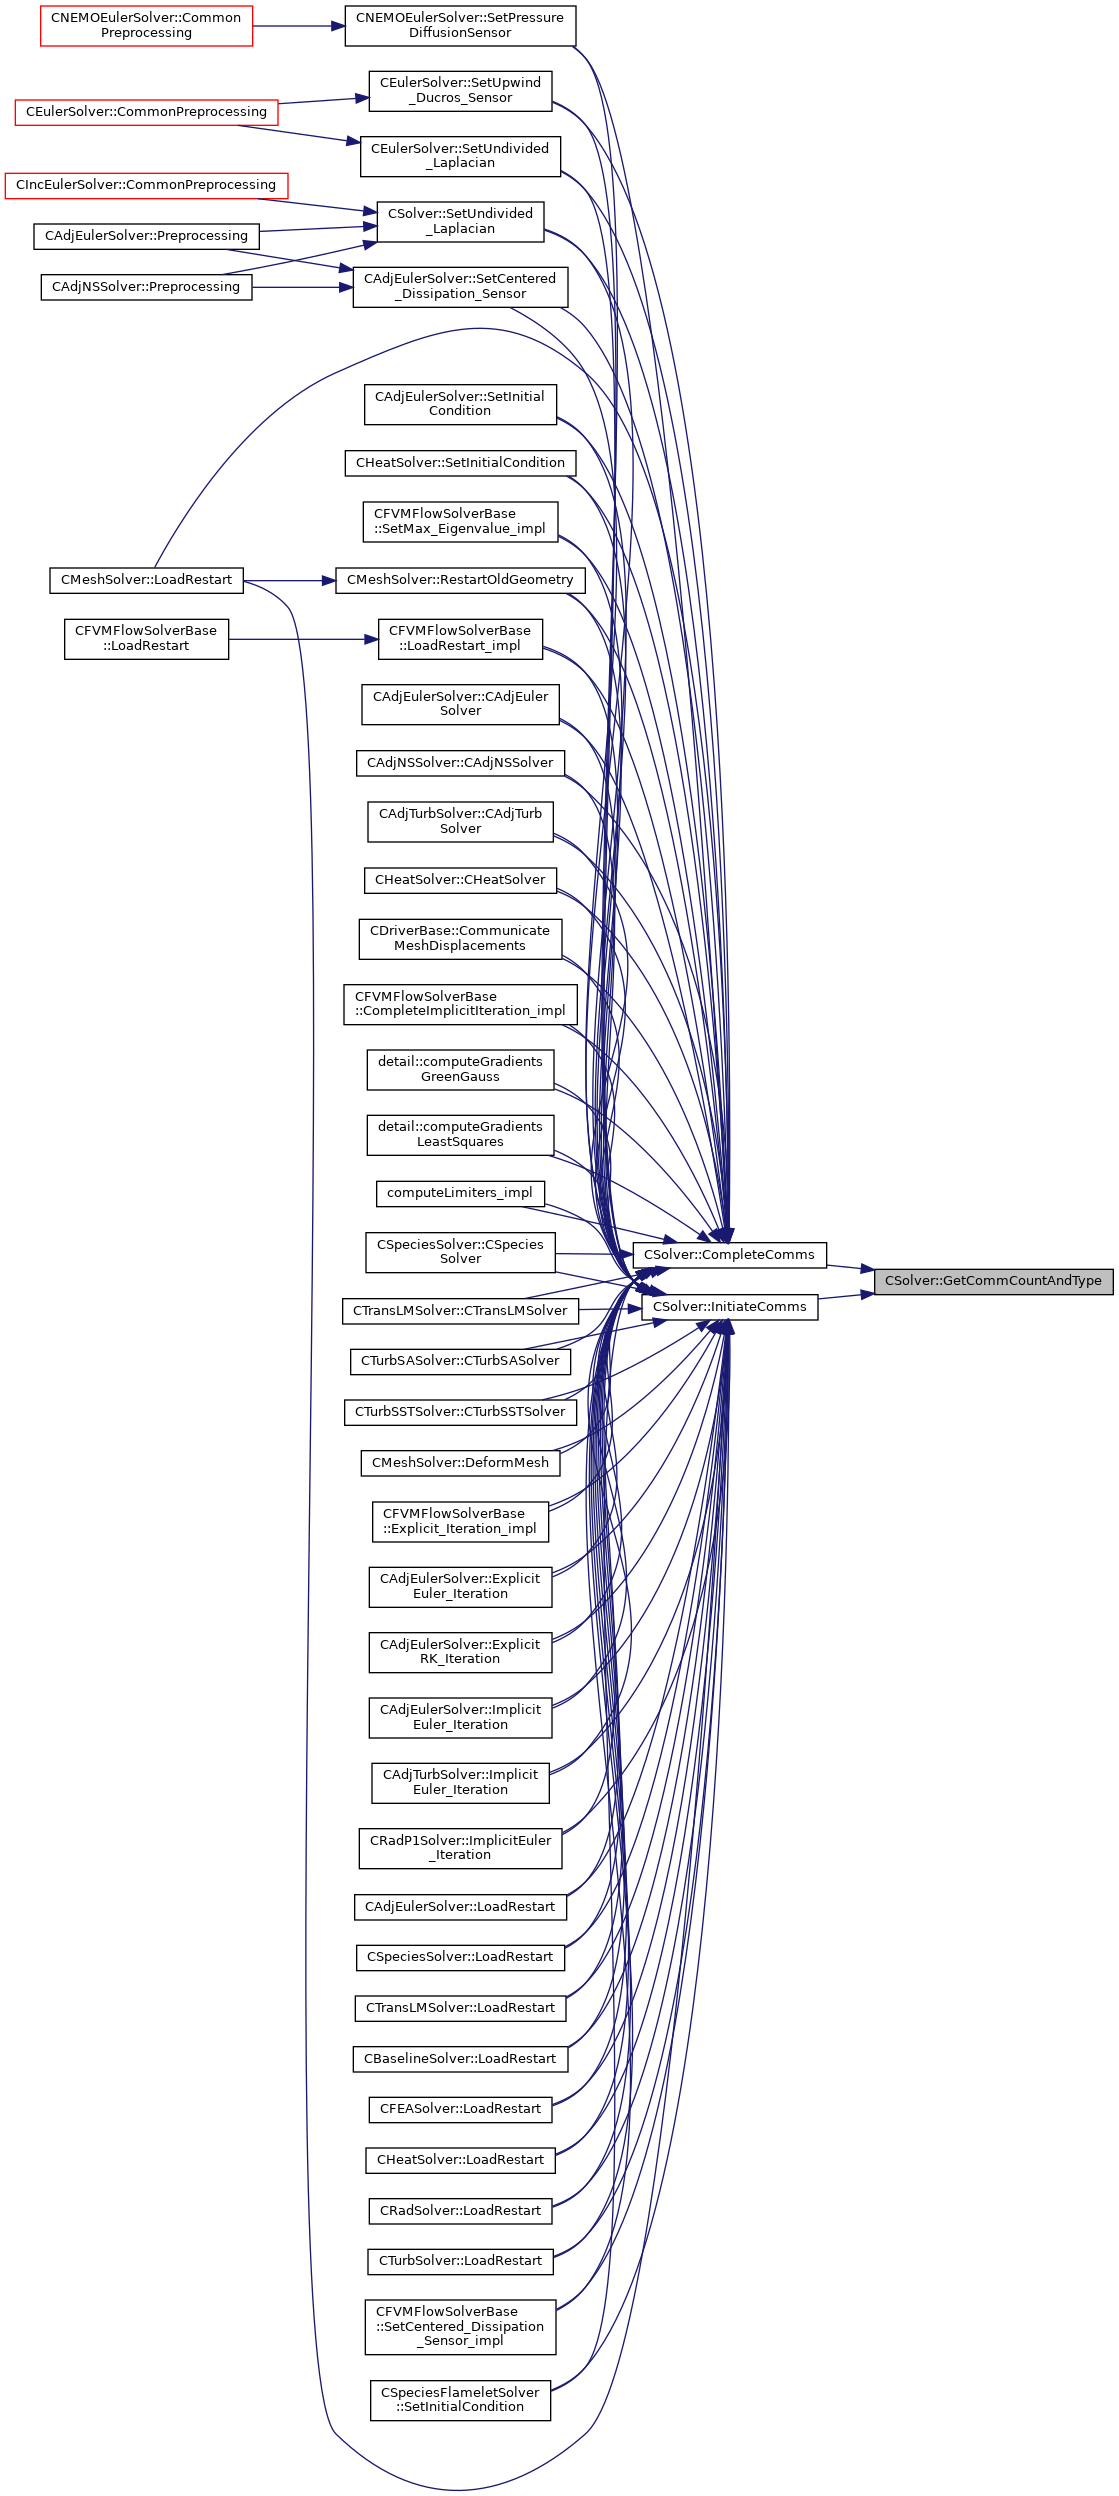 CNEMOEulerSolver::Common
Preprocessing
CNEMOEulerSolver::SetPressure
DiffusionSensor
CEulerSolver::SetUpwind
_Ducros_Sensor
CEulerSolver::CommonPreprocessing
CEulerSolver::SetUndivided
_Laplacian
CIncEulerSolver::CommonPreprocessing
CSolver::SetUndivided
_Laplacian
CAdjEulerSolver::Preprocessing
CAdjNSSolver::Preprocessing
CAdjEulerSolver::SetCentered
_Dissipation_Sensor
CAdjEulerSolver::SetInitial
Condition
CHeatSolver::SetInitialCondition
CFVMFlowSolverBase
::SetMax_Eigenvalue_impl
CMeshSolver::LoadRestart
CMeshSolver::RestartOldGeometry
CFVMFlowSolverBase
::LoadRestart
CFVMFlowSolverBase
::LoadRestart_impl
CAdjEulerSolver::CAdjEuler
Solver
CAdjNSSolver::CAdjNSSolver
CAdjTurbSolver::CAdjTurb
Solver
CHeatSolver::CHeatSolver
CDriverBase::Communicate
MeshDisplacements
CFVMFlowSolverBase
::CompleteImplicitIteration_impl
detail::computeGradients
GreenGauss
detail::computeGradients
LeastSquares
computeLimiters_impl
CSpeciesSolver::CSpecies
Solver
CSolver::CompleteComms
CSolver::GetCommCountAndType
CSolver::InitiateComms
CTransLMSolver::CTransLMSolver
CTurbSASolver::CTurbSASolver
CTurbSSTSolver::CTurbSSTSolver
CMeshSolver::DeformMesh
CFVMFlowSolverBase
::Explicit_Iteration_impl
CAdjEulerSolver::Explicit
Euler_Iteration
CAdjEulerSolver::Explicit
RK_Iteration
CAdjEulerSolver::Implicit
Euler_Iteration
CAdjTurbSolver::Implicit
Euler_Iteration
CRadP1Solver::ImplicitEuler
_Iteration
CAdjEulerSolver::LoadRestart
CSpeciesSolver::LoadRestart
CTransLMSolver::LoadRestart
CBaselineSolver::LoadRestart
CFEASolver::LoadRestart
CHeatSolver::LoadRestart
CRadSolver::LoadRestart
CTurbSolver::LoadRestart
CFVMFlowSolverBase
::SetCentered_Dissipation
_Sensor_impl
CSpeciesFlameletSolver
::SetInitialCondition